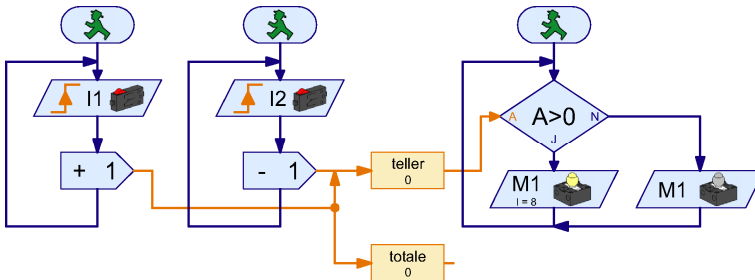 I1
I2
A>0
A
N
J
+ 1
- 1
teller
0
M1
I = 8
M1
totale
0